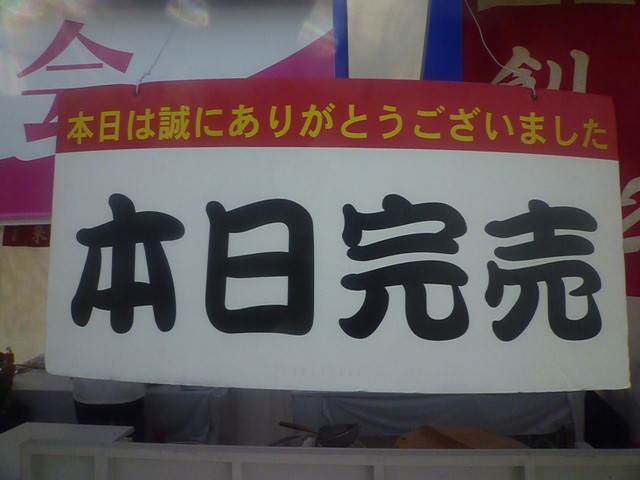 本日は誠にありがとうございました
本日完売
創